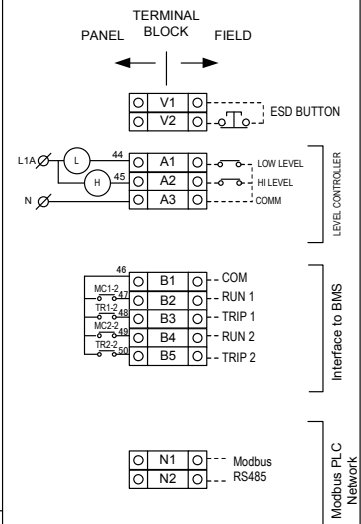 TERMINAL
PANEL BLOCK FIELD
V1
V2
ESD BUTTON
L1A L 44 A1 LOW LEVEL
H 45 A2 HI LEVEL
N A3 COMM
LEVEL CONTROLLER
46 B1 COM
MC1-2 47 B2 RUN 1
TR1-2 48 B3 TRIP 1
MC2-2 49 B4 RUN 2
TR2-2 50 B5 TRIP 2
Interface to BMS
N1 Modbus
N2 RS485
Modbus PLC
Network